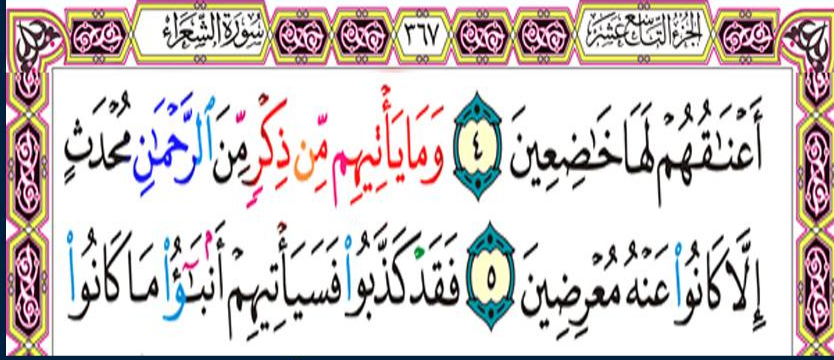 الجزء التاسع عشر ٣٦٧ سورة الشعراء
أَعْنَٰقُهُمْ لَهَا خَٰضِعِينَ ٤ وَمَا يَأْتِيهِم مِّن ذِكْرٍ مِّنَ ٱلرَّحْمَٰنِ مُحْدَثٍ
إِلَّا كَانُوا۟ عَنْهُ مُعْرِضِينَ ٥ فَقَدْ كَذَّبُوا۟ فَسَيَأْتِيهِمْ أَنۢبَٰٓؤُا۟ مَا كَانُوا۟